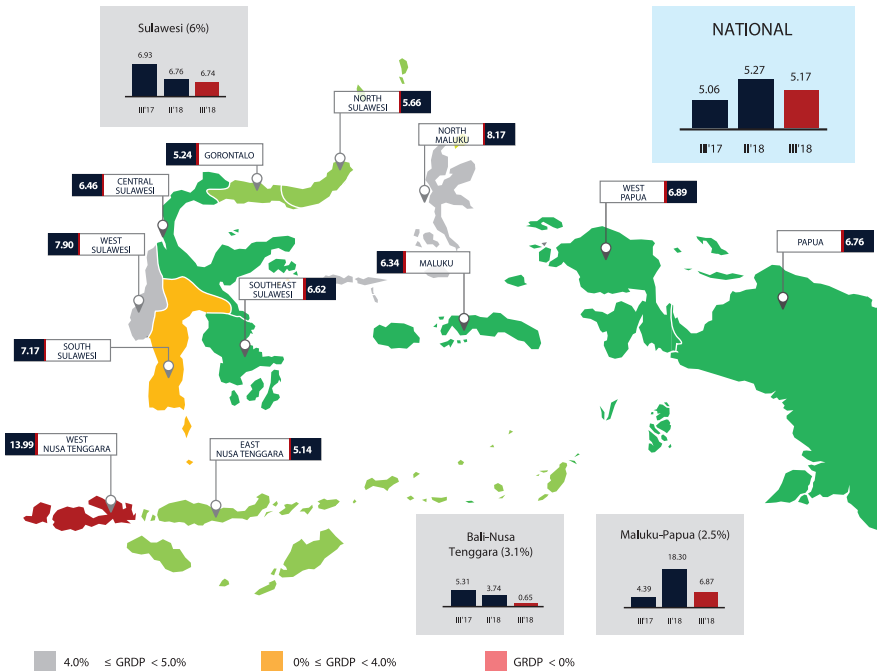 Sulawesi (6%)
6.93
6.76
6.74
III'17
II'18
III'18
NATIONAL
5.06
5.27
5.17
III'17
II'18
III'18
NORTH
SULAWESI
5.66
NORTH
MALUKU
8.17
5.24
GORONTALO
6.46
CENTRAL
SULAWESI
WEST
PAPUA
6.89
7.90
WEST
SULAWESI
PAPUA
6.76
6.34
MALUKU
SOUTHEAST
SULAWESI
6.62
7.17
SOUTH
SULAWESI
13.99
WEST
NUSA TENGGARA
EAST
NUSA TENGGARA
5.14
Bali-Nusa
Tenggara (3.1%)
5.31
3.74
0.65
III'17
II'18
III'18
Maluku-Papua (2.5%)
4.39
18.30
6.87
III'17
II'18
III'18
4.0% ≤ GRDP < 5.0%
0% ≤ GRDP < 4.0%
GRDP < 0%